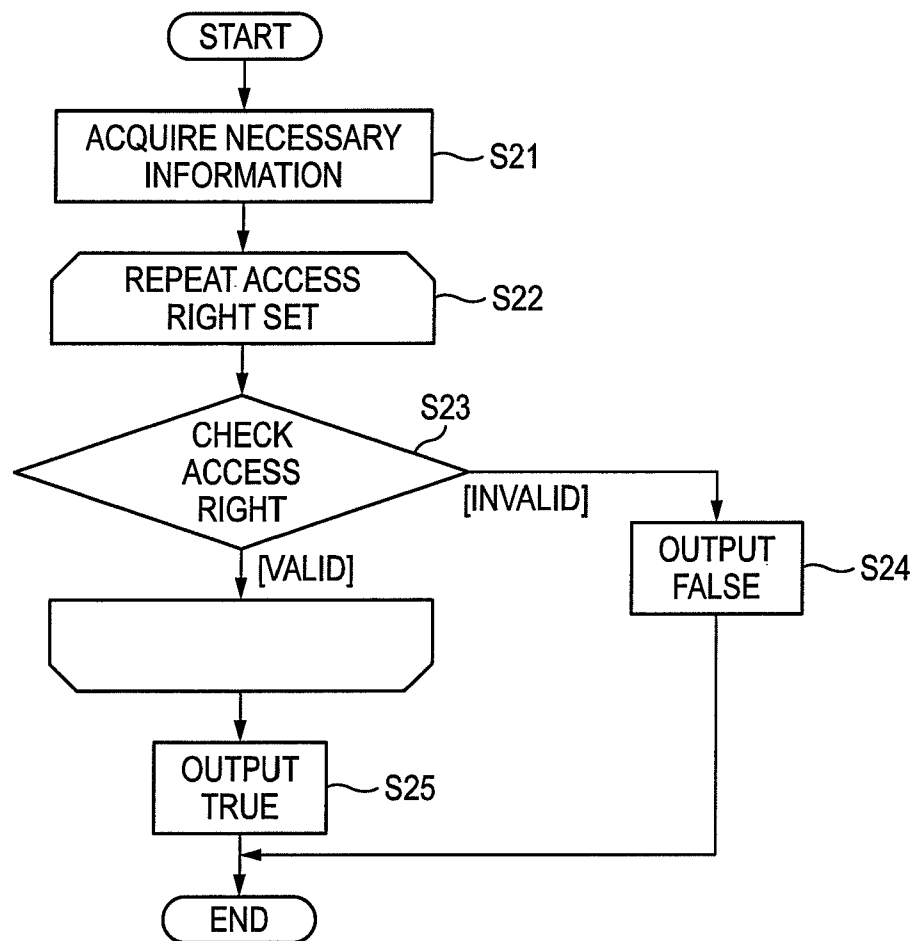 START
ACQUIRE NECESSARY
INFORMATION
S21
REPEAT ACCESS
RIGHT SET
S22
CHECK
ACCESS
RIGHT
S23
[INVALID]
[VALID]
OUTPUT
FALSE
S24
OUTPUT
TRUE
S25
END